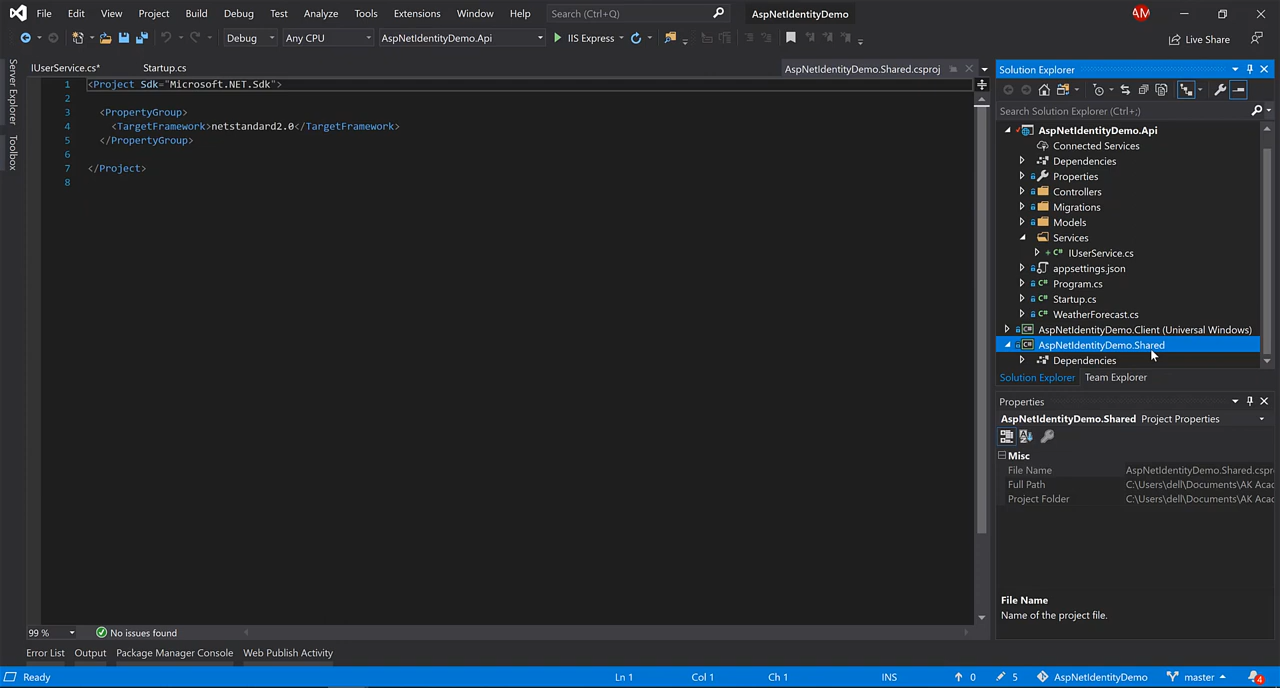 File Edit View Project Build Debug Test Analyze Tools Extensions Window Help Search (Ctrl+Q) AspNetIdentityDemo AM
Debug Any CPU AspNetIdentityDemo.Api IIS Express Live Share
Server Explorer
Toolbox
IUserService.cs* Startup.cs AspNetIdentityDemo.Shared.csproj
1 <Project Sdk="Microsoft.NET.Sdk">
2
3 <PropertyGroup>
4 <TargetFramework>netstandard2.0</TargetFramework>
5 </PropertyGroup>
6
7 </Project>
8
99 % No issues found
Solution Explorer
Search Solution Explorer (Ctrl+;)
AspNetIdentityDemo.Api
Connected Services
Dependencies
Properties
Controllers
Migrations
Models
Services
IUserService.cs
appsettings.json
Program.cs
Startup.cs
WeatherForecast.cs
AspNetIdentityDemo.Client (Universal Windows)
AspNetIdentityDemo.Shared
Dependencies
Solution Explorer Team Explorer
Properties
AspNetIdentityDemo.Shared Project Properties
Misc
File Name AspNetIdentityDemo.Shared.cspro
Full Path C:\Users\dell\Documents\AK Aca
Project Folder C:\Users\dell\Documents\AK Aca
File Name
Name of the project file.
Error List Output Package Manager Console Web Publish Activity
Ready Ln 1 Col 1 Ch 1 INS 0 5 AspNetIdentityDemo master 4